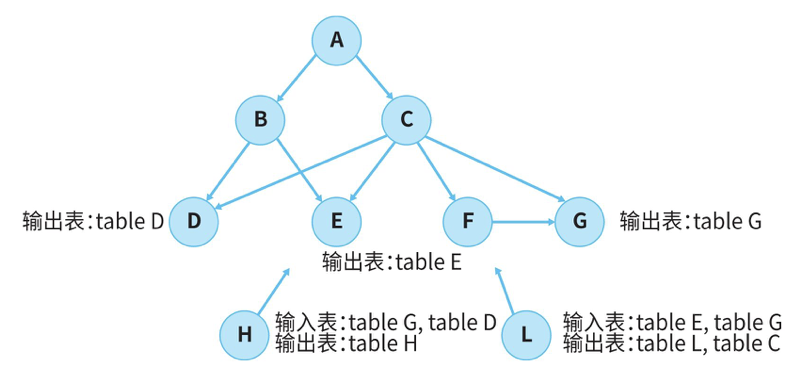 A
B
C
输出表：table D
D
E
F
G
输出表：table G
输出表：table E
H
输入表：table G, table D
输出表：table H
L
输入表：table E, table G
输出表：table L, table C